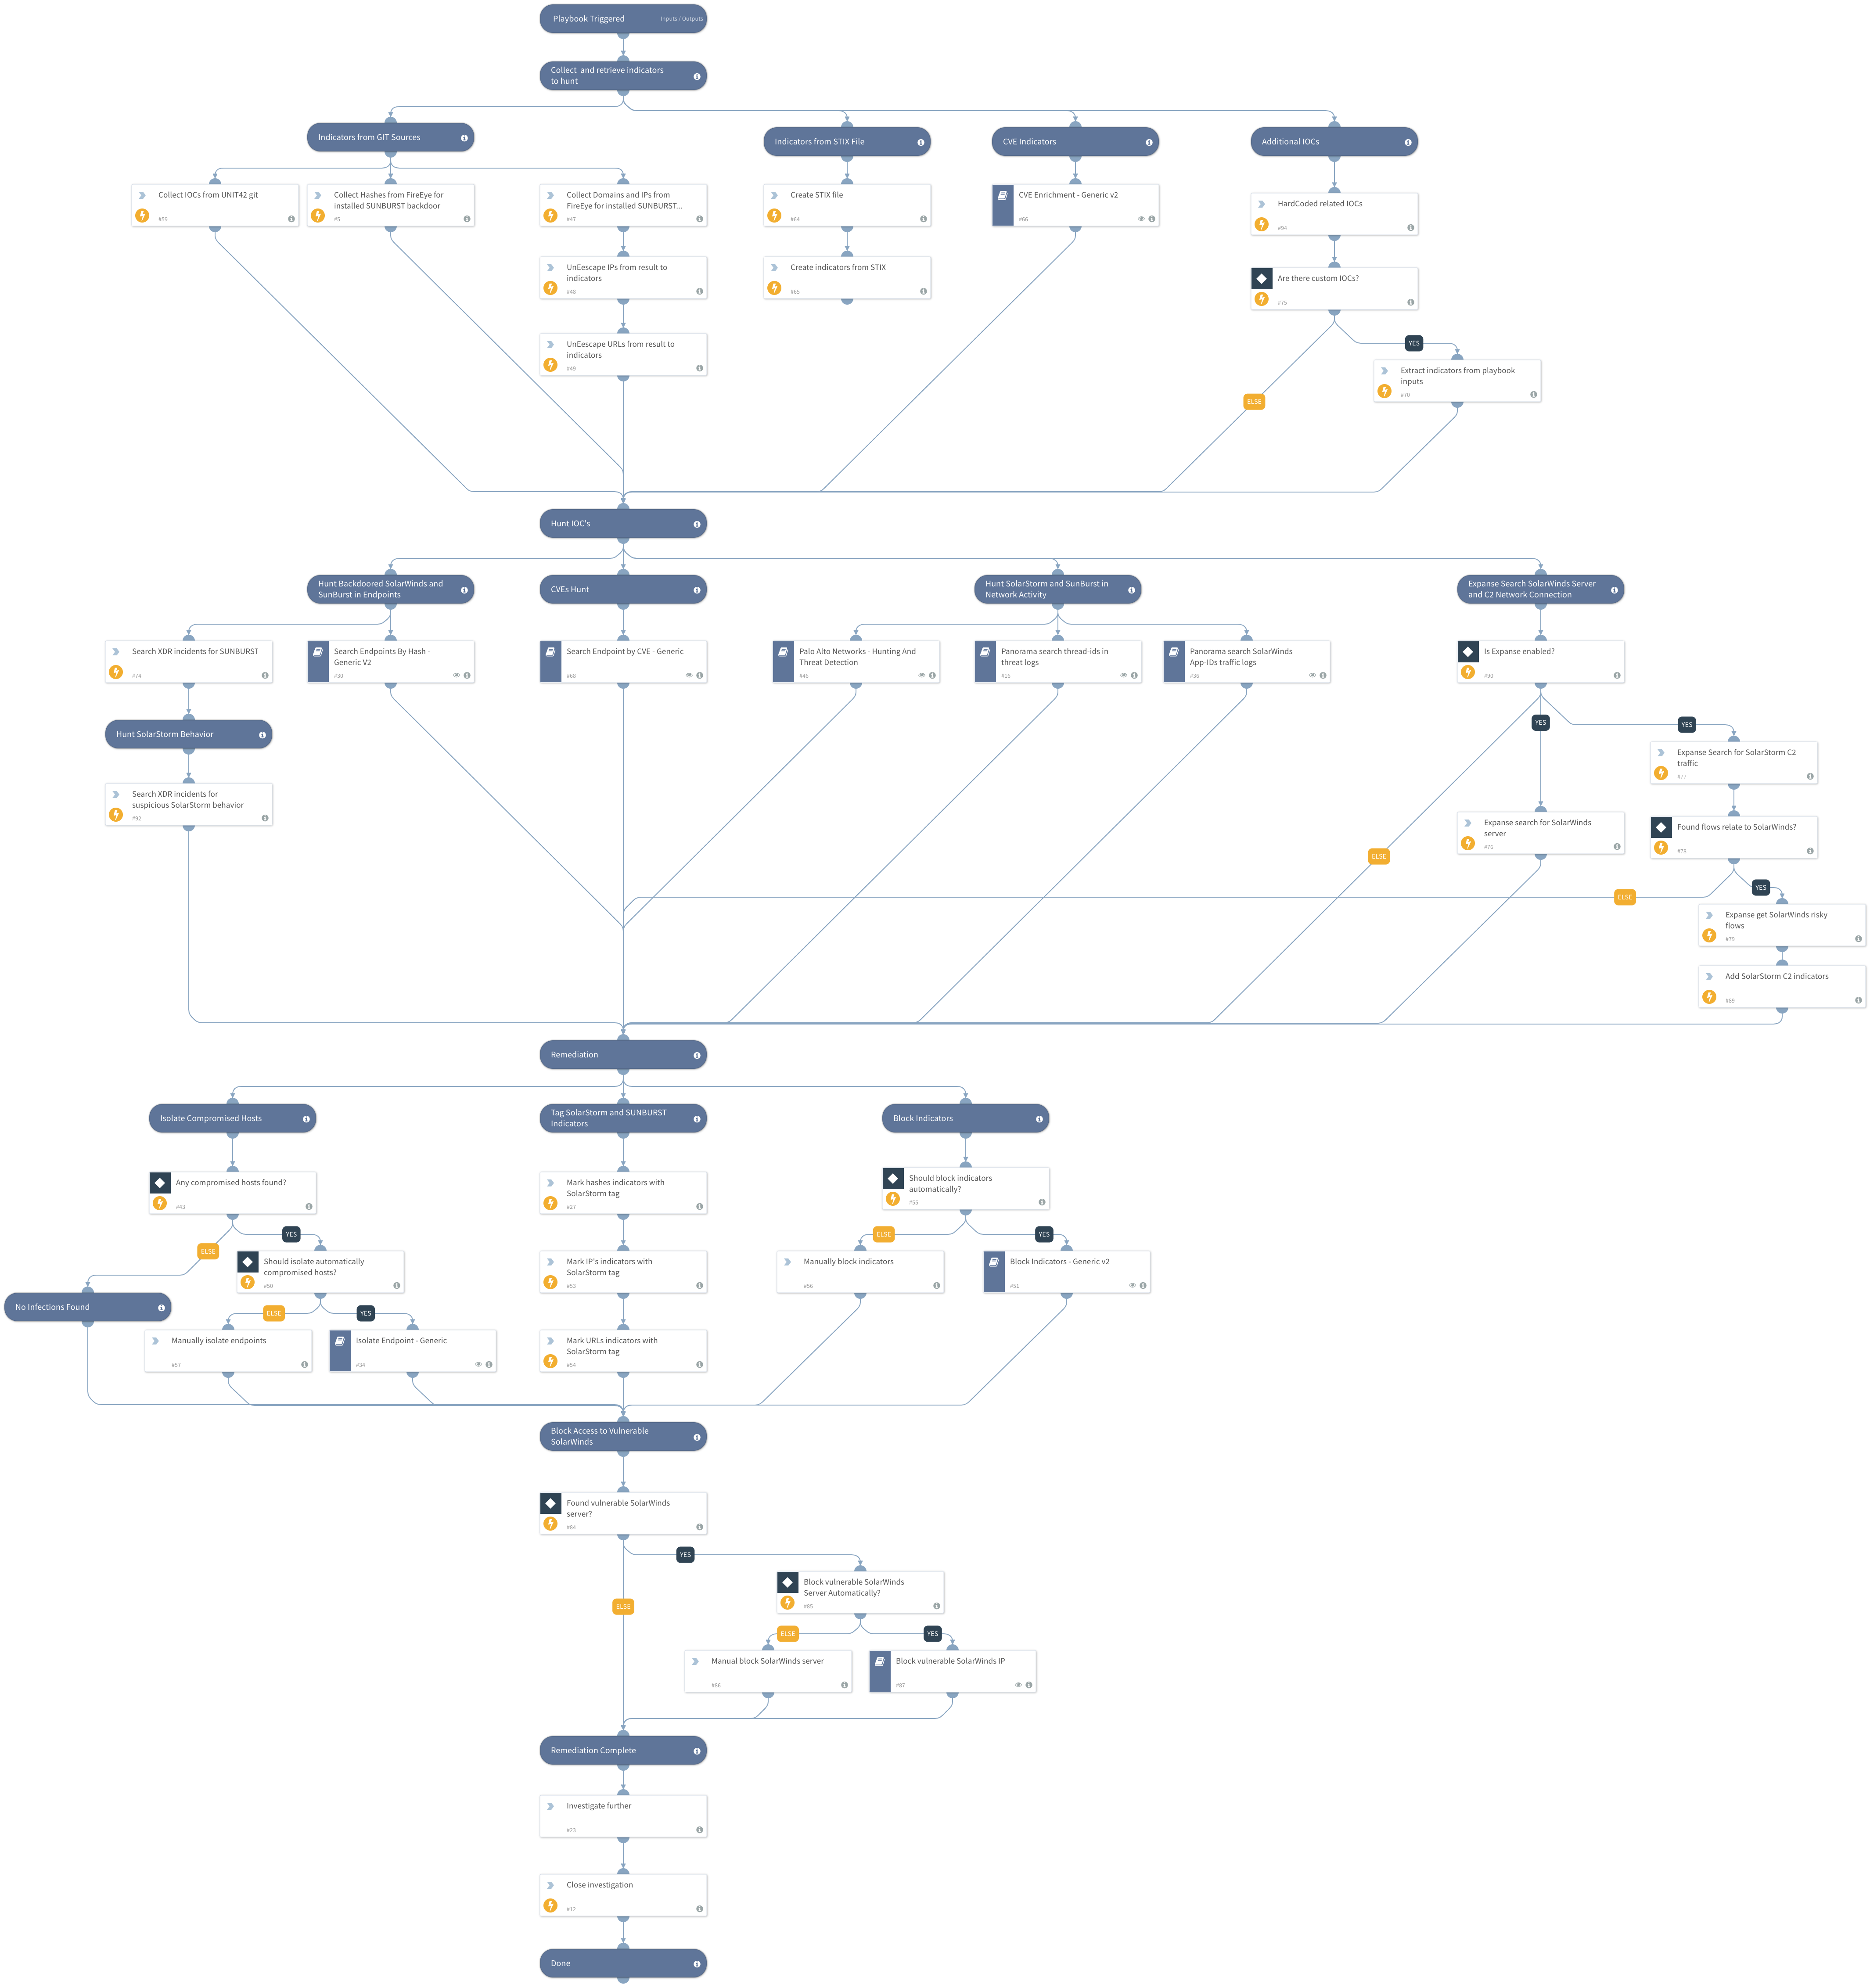 Playbook Triggered
Inputs / Outputs
Collect and retrieve indicators
to hunt
Indicators from GIT Sources
Indicators from STIX File
CVE Indicators
Additional IOCs
Collect IOCs from UNIT42 git
#59
Collect Hashes from FireEye for
installed SUNBURST backdoor
#5
Collect Domains and IPs from
FireEye for installed SUNBURST...
#47
Create STIX file
#64
CVE Enrichment - Generic v2
#66
HardCoded related IOCs
#94
UnEescape IPs from result to
indicators
#48
Create indicators from STIX
#65
Are there custom IOCs?
#75
UnEescape URLs from result to
indicators
#49
YES
Extract indicators from playbook
inputs
#70
ELSE
Hunt IOC's
Hunt Backdoored SolarWinds and
SunBurst in Endpoints
CVEs Hunt
Hunt SolarStorm and SunBurst in
Network Activity
Expanse Search SolarWinds Server
and C2 Network Connection
Search XDR incidents for SUNBURST
#74
Search Endpoints By Hash -
Generic V2
#30
Search Endpoint by CVE - Generic
#68
Palo Alto Networks - Hunting And
Threat Detection
#46
Panorama search thread-ids in
threat logs
#16
Panorama search SolarWinds
App-IDs traffic logs
#36
Is Expanse enabled?
#90
Hunt SolarStorm Behavior
YES
YES
Expanse Search for SolarStorm C2
traffic
#77
Search XDR incidents for
suspicious SolarStorm behavior
#92
Expanse search for SolarWinds
server
#76
Found flows relate to SolarWinds?
#78
ELSE
YES
ELSE
Expanse get SolarWinds risky
flows
#79
Add SolarStorm C2 indicators
#89
Remediation
Isolate Compromised Hosts
Tag SolarStorm and SUNBURST
Indicators
Block Indicators
Any compromised hosts found?
#43
Mark hashes indicators with
SolarStorm tag
#27
Should block indicators
automatically?
#55
YES
ELSE
ELSE
YES
Should isolate automatically
compromised hosts?
#50
Mark IP's indicators with
SolarStorm tag
#53
Manually block indicators
#56
Block Indicators - Generic v2
#51
No Infections Found
ELSE
YES
Manually isolate endpoints
#57
Isolate Endpoint - Generic
#34
Mark URLs indicators with
SolarStorm tag
#54
Block Access to Vulnerable
SolarWinds
Found vulnerable SolarWinds
server?
#84
YES
Block vulnerable SolarWinds
Server Automatically?
#85
ELSE
ELSE
YES
Manual block SolarWinds server
#86
Block vulnerable SolarWinds IP
#87
Remediation Complete
Investigate further
#23
Close investigation
#12
Done